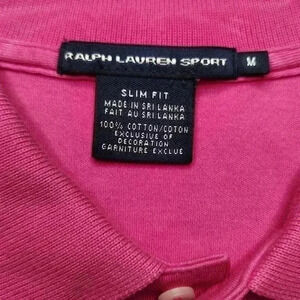 RALPH LAUREN SPORT
M
SLIM FIT
MADE IN SRI LANKA
FAIT AU SRI LANKA
100% COTTON/COTON
EXCLUSIVE OF
DECORATION
GARNITURE EXCLUE